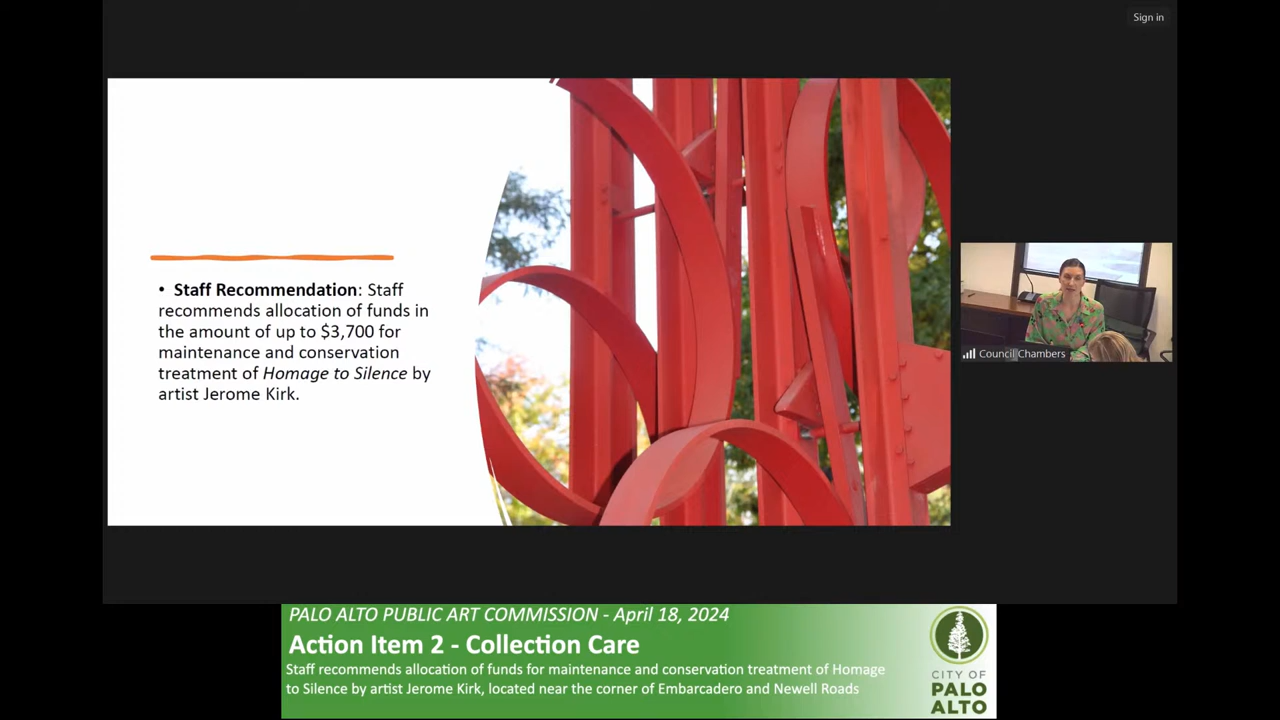 Sign in
• Staff Recommendation: Staff
recommends allocation of funds in
the amount of up to $3,700 for
maintenance and conservation
treatment of Homage to Silence by
artist Jerome Kirk.
Council Chambers
PALO ALTO PUBLIC ART COMMISSION - April 18, 2024
Action Item 2 - Collection Care
Staff recommends allocation of funds for maintenance and conservation treatment of Homage
to Silence by artist Jerome Kirk, located near the corner of Embarcadero and Newell Roads
CITY OF
PALO
ALTO